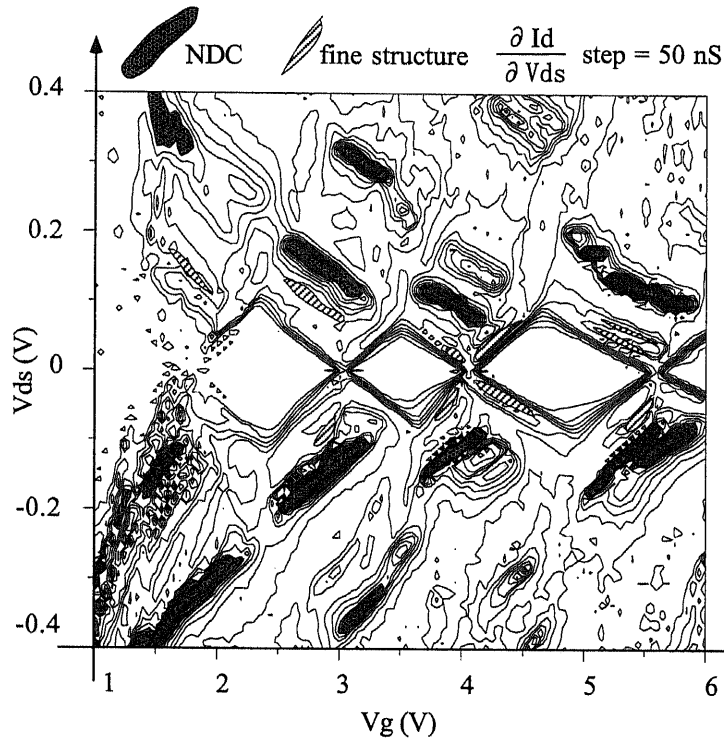 NDC fine structure ∂ Id / ∂ Vds step = 50 nS
0.4
0.2
0
-0.2
-0.4
Vds (V)
1 2 3 4 5 6
Vg (V)